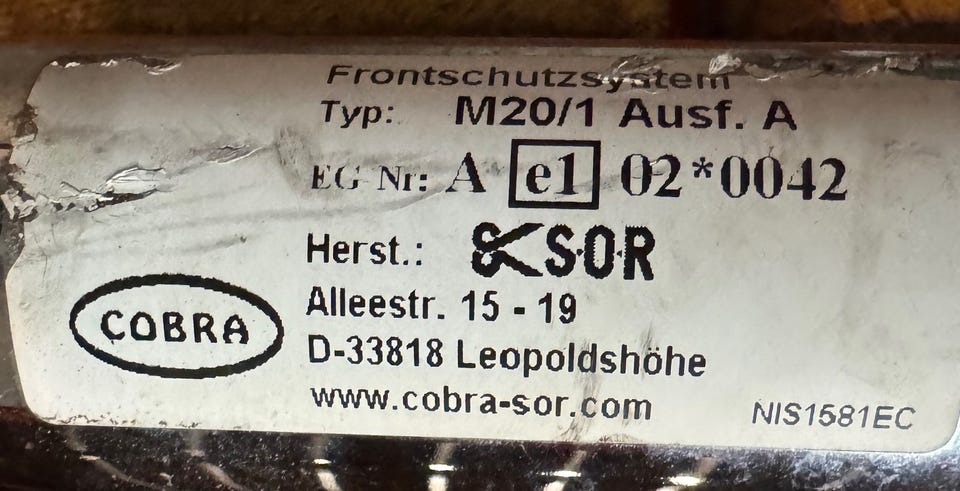 Frontschutzsystem
Typ: M20/1 Ausf. A
EG Nr: A e1 02*0042
Herst.: S.O.R
Alleestr. 15 - 19
D-33818 Leopoldshöhe
www.cobra-sor.com
COBRA
NIS1581EC